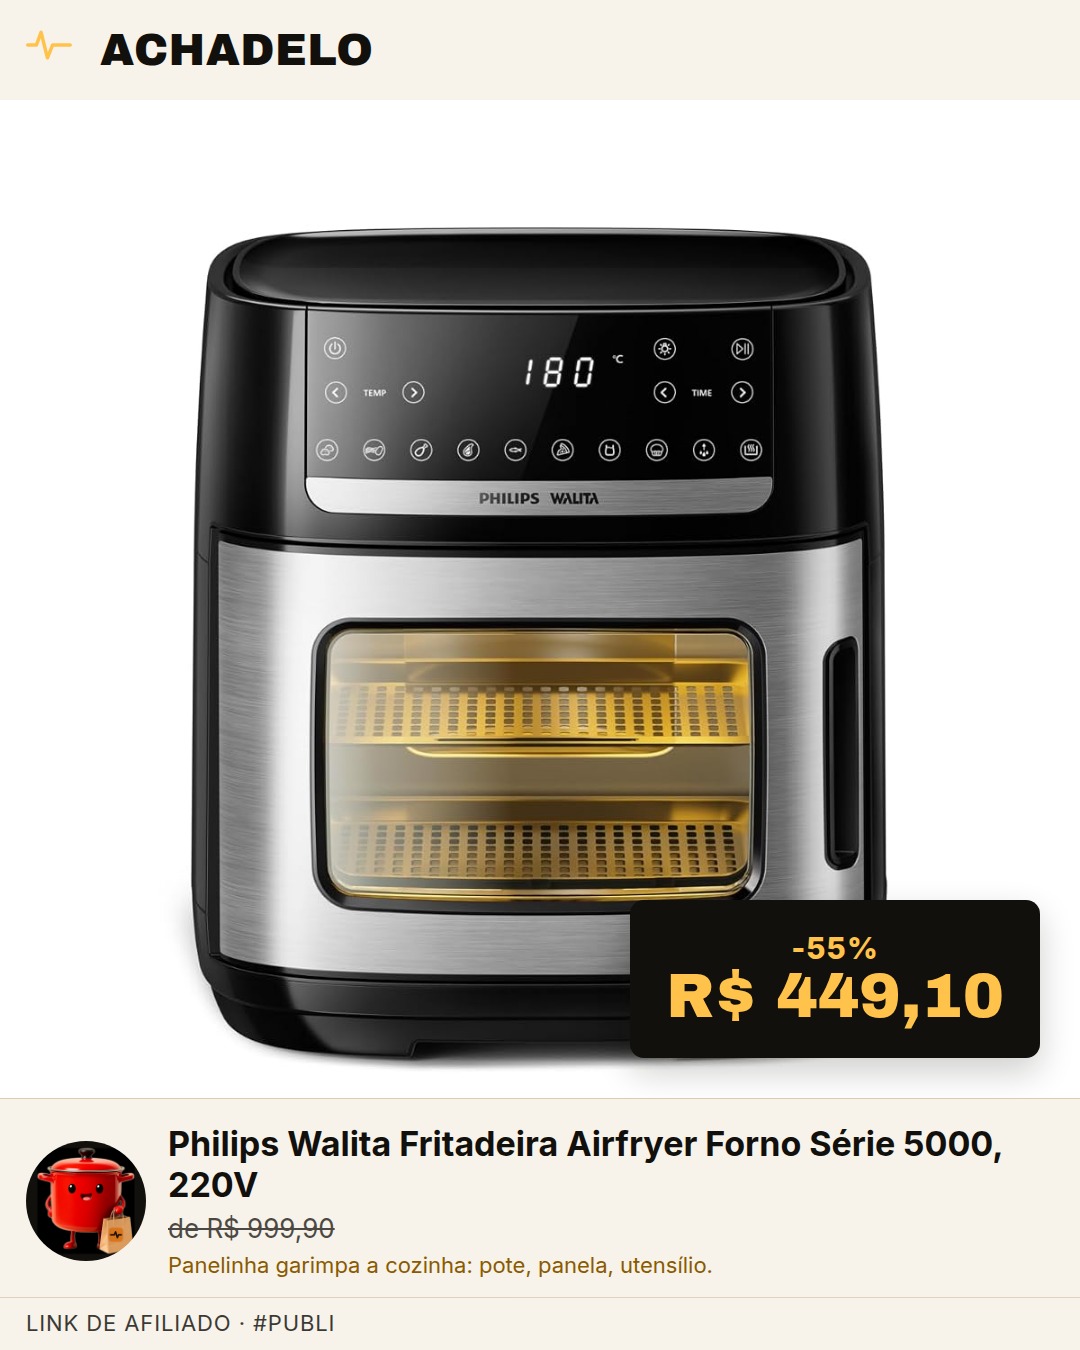 ACHADELO
180 °C
TEMP
TIME
PHILIPS WALITA
-55%
R$ 449,10
Philips Walita Fritadeira Airfryer Forno Série 5000,
220V
de R$ 999,90
Panelinha garimpa a cozinha: pote, panela, utensílio.
LINK DE AFILIADO · #PUBLI